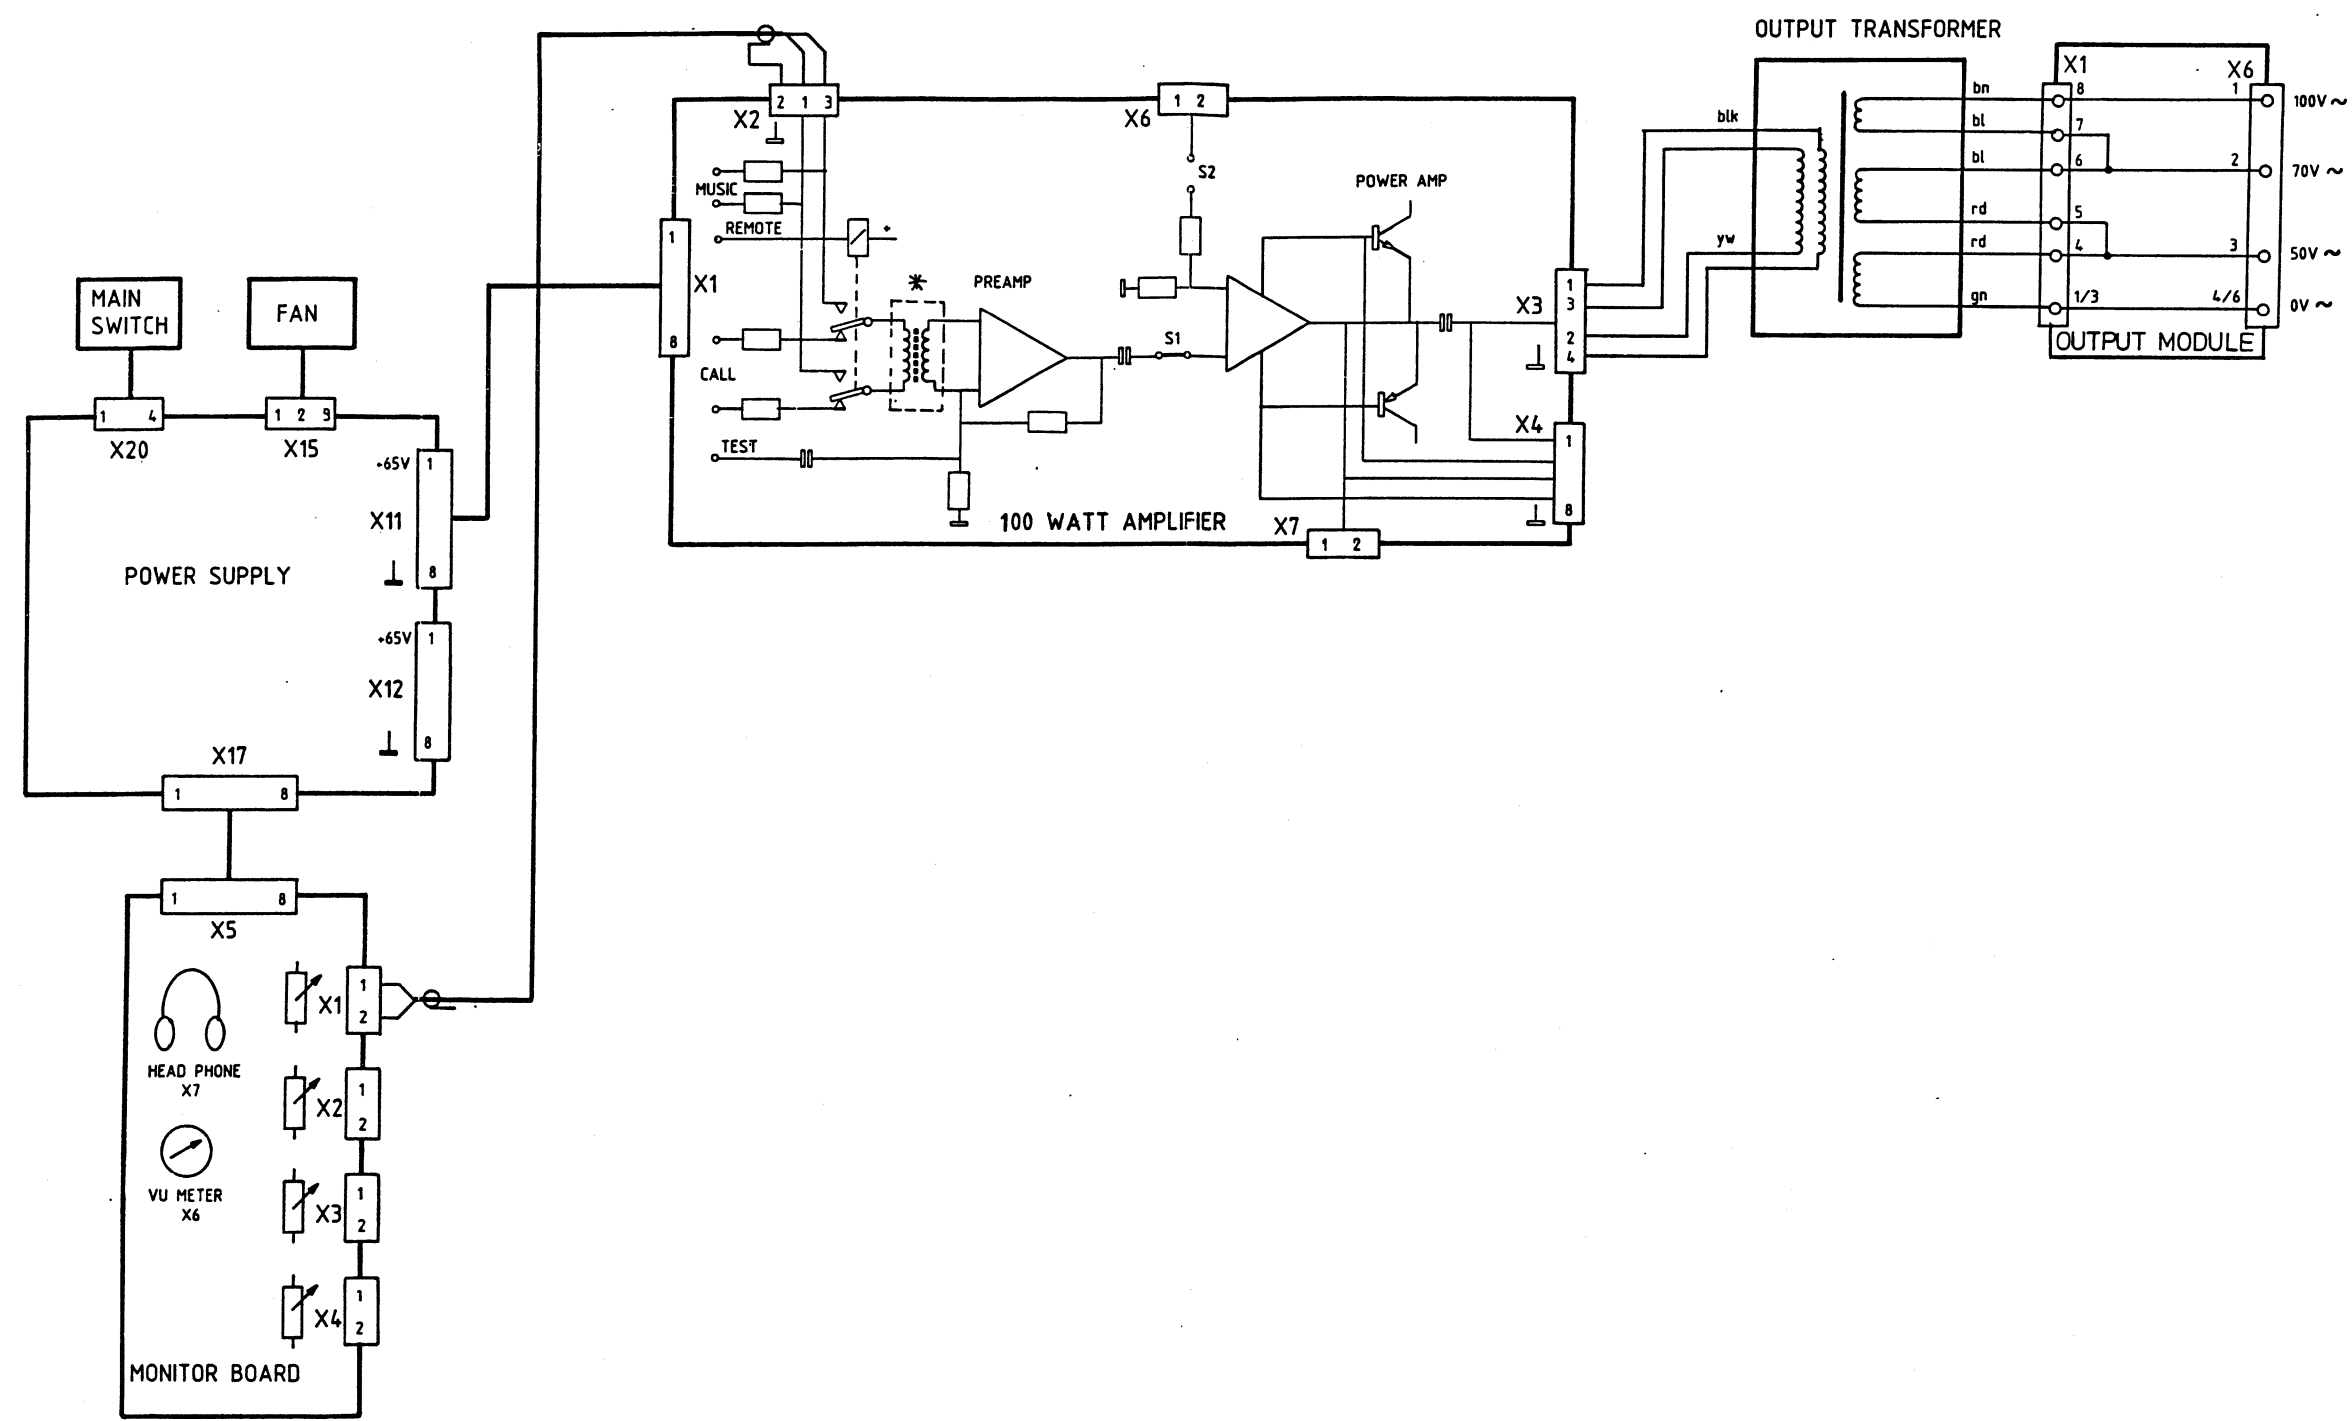 OUTPUT TRANSFORMER
X1
X6
bn
8
1
100V ~
bl
7
bl
6
2
70V ~
rd
5
rd
4
3
50V ~
gn
1/3
4/6
0V ~
OUTPUT MODULE
blk
yw
2 1 3
X2
1 2
X6
S2
MUSIC
REMOTE
+
POWER AMP
1
X1
8
*
PREAMP
S1
CALL
TEST
X3
1
3
2
4
X4
1
8
100 WATT AMPLIFIER
X7
1 2
MAIN
SWITCH
FAN
1 4
X20
1 2 9
X15
+65V
1
X11
8
POWER SUPPLY
+65V
1
X12
8
X17
1 8
1 8
X5
X1
1
2
HEAD PHONE
X7
X2
1
2
VU METER
X6
X3
1
2
X4
1
2
MONITOR BOARD